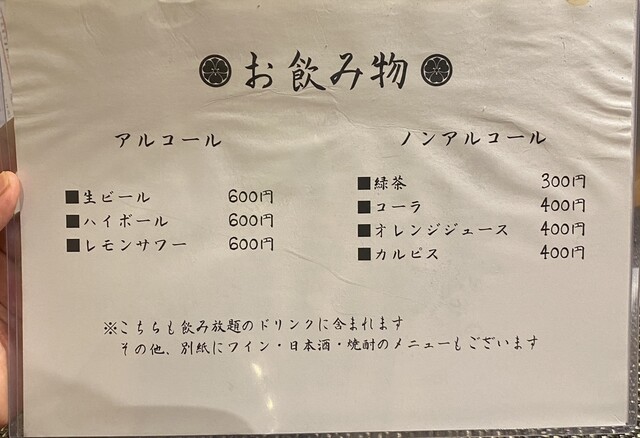 お飲み物
アルコール
■生ビール 600円
■ハイボール 600円
■レモンサワー 600円
ノンアルコール
■緑茶 300円
■コーラ 400円
■オレンジジュース 400円
■カルピス 400円
※こちらも飲み放題のドリンクに含まれます
その他、別紙にワイン・日本酒・焼酎のメニューもございます